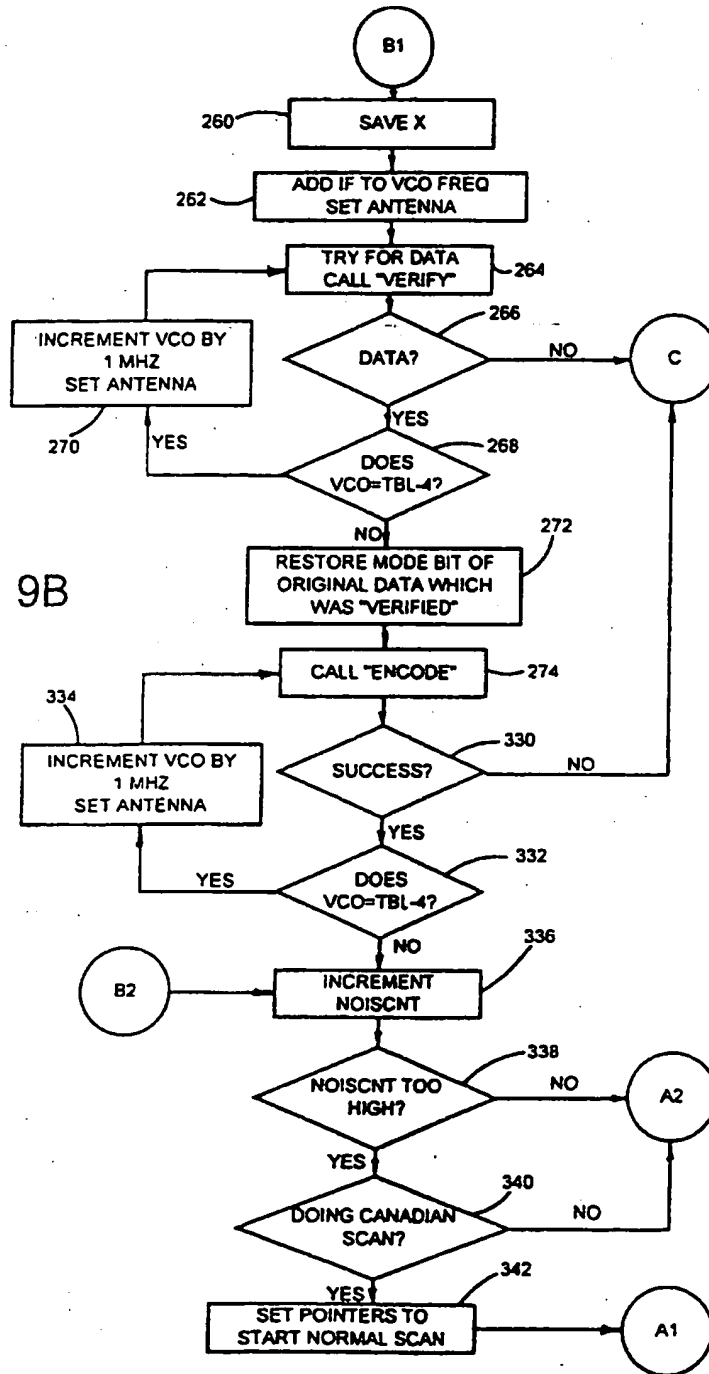 B1
260
SAVE X
262
ADD IF TO VCO FREQ
SET ANTENNA
TRY FOR DATA
CALL "VERIFY"
264
266
INCREMENT VCO BY
1 MHZ
SET ANTENNA
DATA?
NO
C
270
YES
YES
268
DOES
VCO=TBL-4?
NO
272
9B
RESTORE MODE BIT OF
ORIGINAL DATA WHICH
WAS "VERIFIED"
CALL "ENCODE"
274
334
330
INCREMENT VCO BY
1 MHZ
SET ANTENNA
SUCCESS?
NO
YES
332
YES
DOES
VCO=TBL-4?
NO
336
B2
INCREMENT
NOISCNT
338
NOISCNT TOO
HIGH?
NO
A2
YES
340
DOING CANADIAN
SCAN?
NO
YES
342
SET POINTERS TO
START NORMAL SCAN
A1